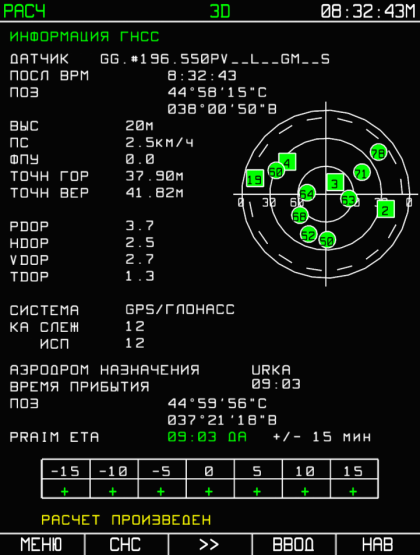 РАСЧ 3D 08:32:43М
ИНФОРМАЦИЯ ГНСС
ДАТЧИК GG.#196.550PV__L__GM__S
ПОСЛ ВРМ 8:32:43
ПОЗ 44°58'15"С
038°00'50"В
ВЫС 20м
ПС 2.5км/ч
ФПУ 0.0
ТОЧН ГОР 37.90м
ТОЧН ВЕР 41.82м
78
4
71
60
3
19
64
63
0 30 60
2
68
52
50
PDOP 3.7
HDOP 2.5
VDOP 2.7
TDOP 1.3
СИСТЕМА GPS/ГЛОНАСС
КА СЛЕЖ 12
ИСП 12
АЭРОДРОМ НАЗНАЧЕНИЯ URKA
ВРЕМЯ ПРИБЫТИЯ 09:03
ПОЗ 44°59'56"С
037°21'18"В
PRAIM ETA 09:03 ДА +/- 15 мин
-15 -10 -5 0 5 10 15
+ + + + + + +
РАСЧЕТ ПРОИЗВЕДЕН
МЕНЮ СНС >> ВВОД НАВ